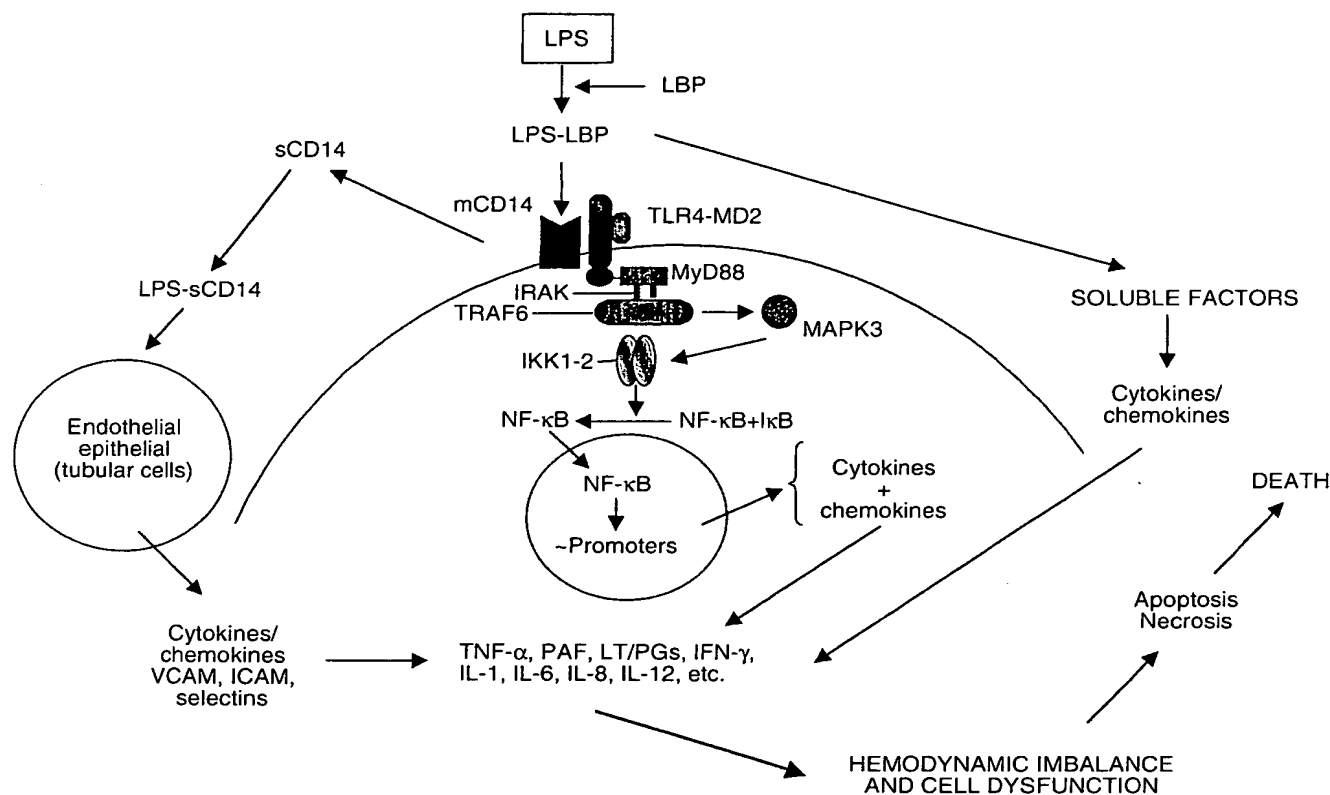 LPS
LBP
LPS-LBP
sCD14
mCD14
TLR4-MD2
MyD88
LPS-sCD14
IRAK
TRAF6
MAPK3
SOLUBLE FACTORS
IKK1-2
Cytokines/
chemokines
NF-κB
NF-κB+IκB
Endothelial
epithelial
(tubular cells)
NF-κB
~Promoters
Cytokines
+
chemokines
DEATH
Apoptosis
Necrosis
Cytokines/
chemokines
VCAM, ICAM,
selectins
TNF-α, PAF, LT/PGs, IFN-γ,
IL-1, IL-6, IL-8, IL-12, etc.
HEMODYNAMIC IMBALANCE
AND CELL DYSFUNCTION